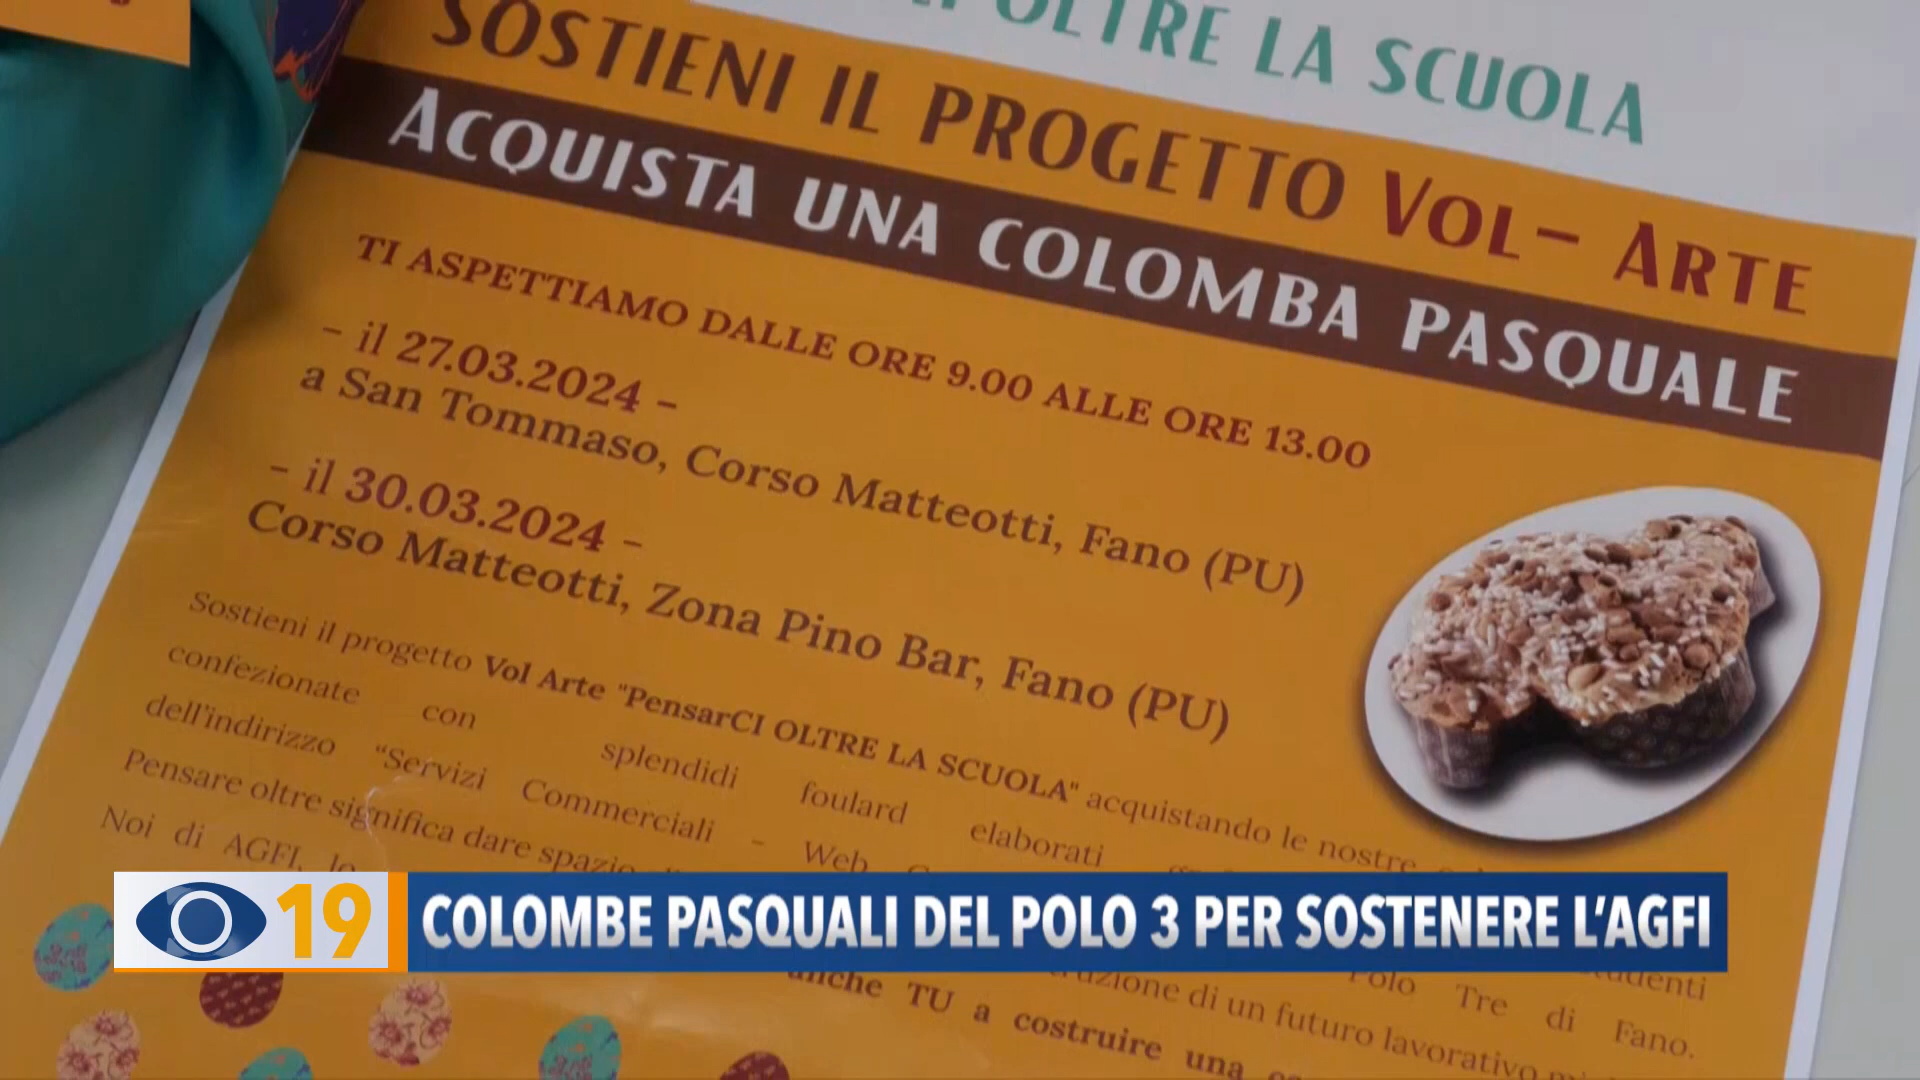 OLTRE LA SCUOLA
SOSTIENI IL PROGETTO VOL- ARTE
ACQUISTA UNA COLOMBA PASQUALE
TI ASPETTIAMO DALLE ORE 9.00 ALLE ORE 13.00
- il 27.03.2024 -
a San Tommaso, Corso Matteotti, Fano (PU)
- il 30.03.2024 -
Corso Matteotti, Zona Pino Bar, Fano (PU)
Sostieni il progetto Vol Arte "PensarCI OLTRE LA SCUOLA" acquistando le nostre
confezionate con splendidi foulard elaborati
dell'indirizzo "Servizi Commerciali - Web
Pensare oltre significa dare spazio
Noi di AGFI, lo
19 COLOMBE PASQUALI DEL POLO 3 PER SOSTENERE L'AGFI
Polo Tre di Fano.
di un futuro lavorativo
anche TU a costruire una